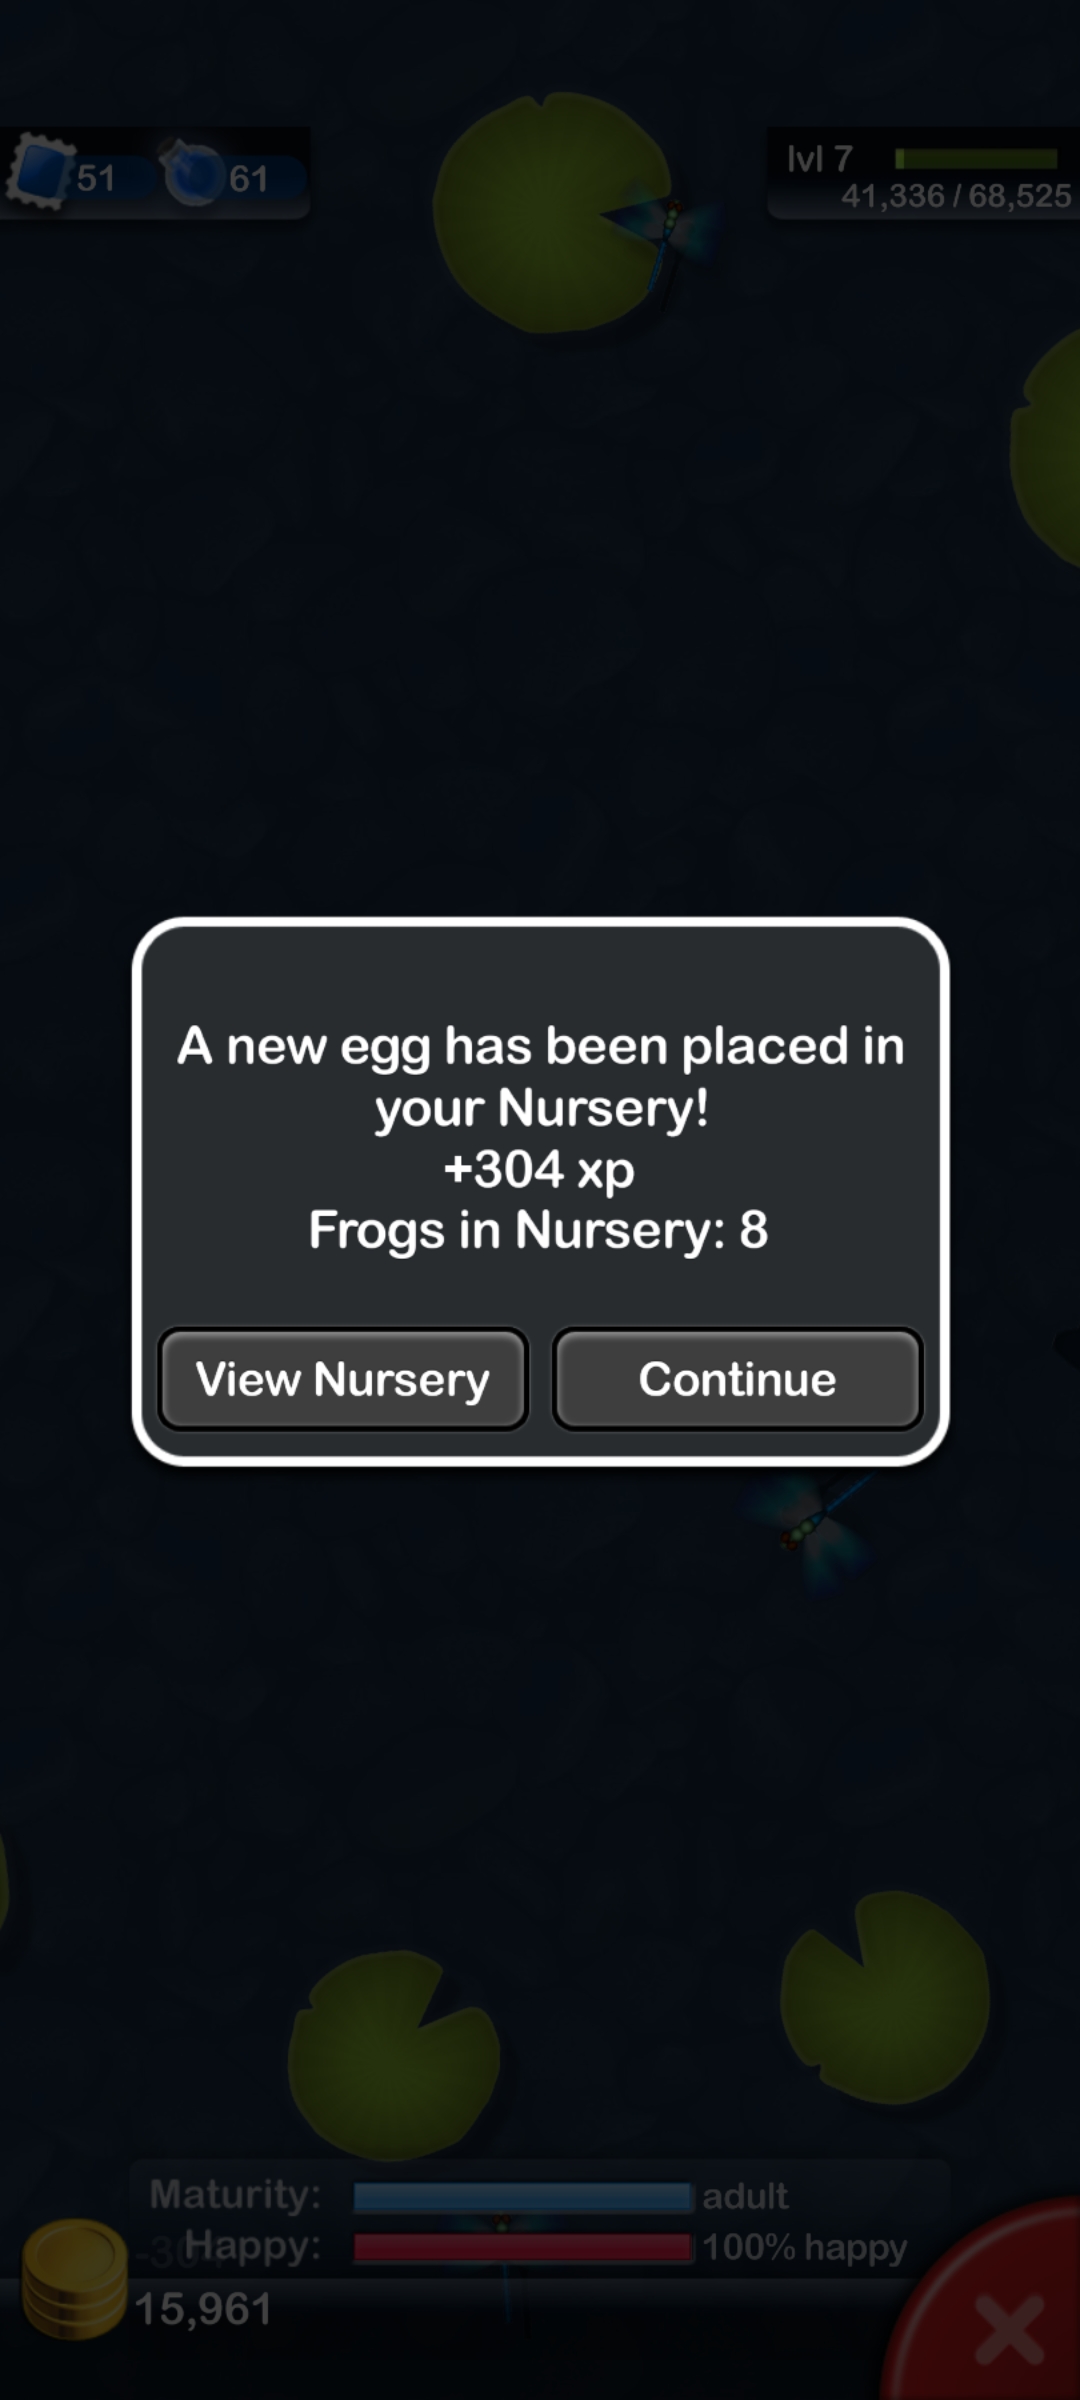 51
61
lvl 7
41,336 / 68,525
A new egg has been placed in
your Nursery!
+304 xp
Frogs in Nursery: 8
View Nursery
Continue
Maturity:
adult
Happy:
100% happy
15,961